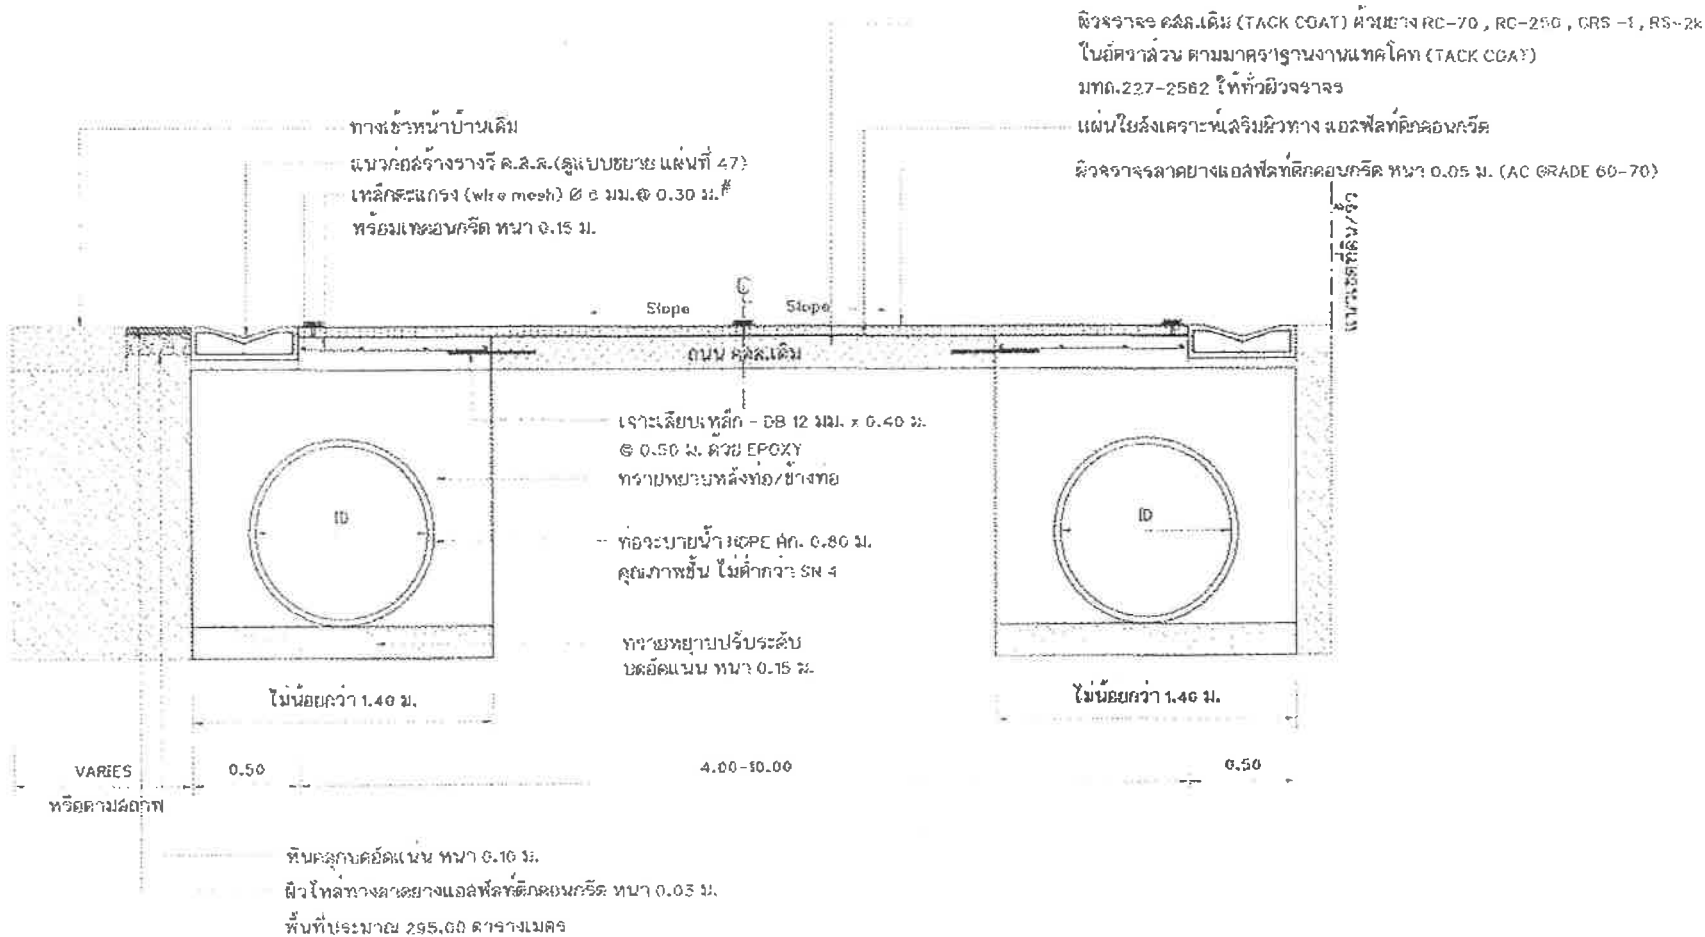 ผิวจราจร คสล.เดิม (TACK COAT) ด้วยยาง RC-70 , RC-250 , CRS -1, RS-2K
ในอัตราส่วน ตามมาตราฐานงานแทคโคท (TACK COAT)
มทถ.227-2562 ให้ทั่วผิวจราจร
แผ่นใยสังเคราะห์เสริมผิวทาง แอสฟัลท์ติกคอนกรีต
ผิวจราจรลาดยางแอสฟัลท์ติกคอนกรีต หนา 0.05 ม. (AC GRADE 60-70)
ทางเข้าหน้าบ้านเดิม
แนวก่อสร้างรางวี ค.ส.ล.(ดูแบบขยาย แผ่นที่ 47)
เหล็กตะแกรง (wire mesh) Ø 6 มม.@ 0.30 ม.#
พร้อมเทคอนกรีต หนา 0.15 ม.
แนวเขตที่ดิน/รั้ว
Slope
Slope
ถนน คสล.เดิม
เจาะเสียบเหล็ก - DB 12 มม. x 0.40 ม.
@ 0.50 ม. ด้วย EPOXY
ทรายหยาบหลังท่อ/ข้างท่อ
ID
ID
ท่อระบายน้ำ HDPE ศก. 0.80 ม.
คุณภาพชั้น ไม่ต่ำกว่า SN 4
ทรายหยาบปรับระดับ
บดอัดแน่น หนา 0.15 ม.
ไม่น้อยกว่า 1.40 ม.
ไม่น้อยกว่า 1.40 ม.
VARIES
0.50
4.00-10.00
0.50
หรือตามสภาพ
หินคลุกบดอัดแน่น หนา 0.10 ม.
ผิวไหล่ทางลาดยางแอสฟัลท์ติกคอนกรีต หนา 0.03 ม.
พื้นที่ประมาณ 295.00 ตารางเมตร